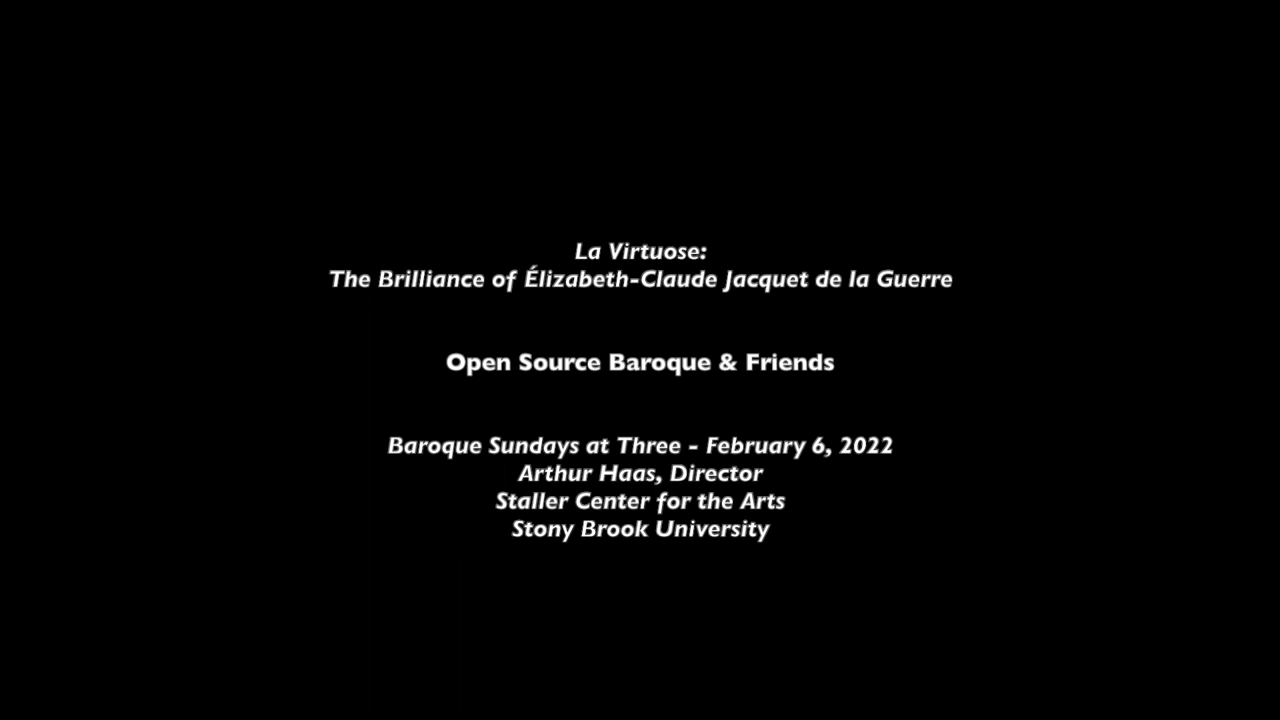 La Virtuose:
The Brilliance of Élizabeth-Claude Jacquet de la Guerre
Open Source Baroque & Friends
Baroque Sundays at Three - February 6, 2022
Arthur Haas, Director
Staller Center for the Arts
Stony Brook University